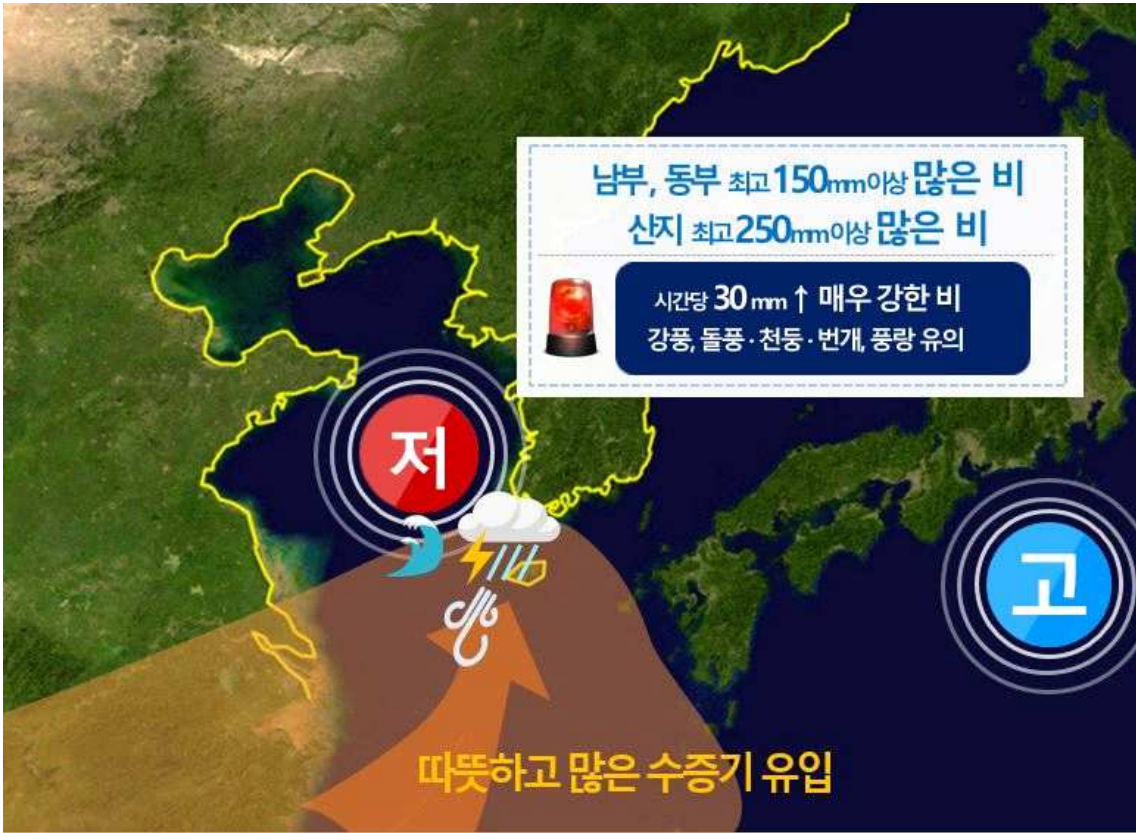 남부, 동부 최고 150mm이상 많은 비
산지 최고 250mm이상 많은 비
시간당 30 mm ↑ 매우 강한 비
강풍, 돌풍·천둥·번개, 풍랑 유의
저
고
따뜻하고 많은 수증기 유입